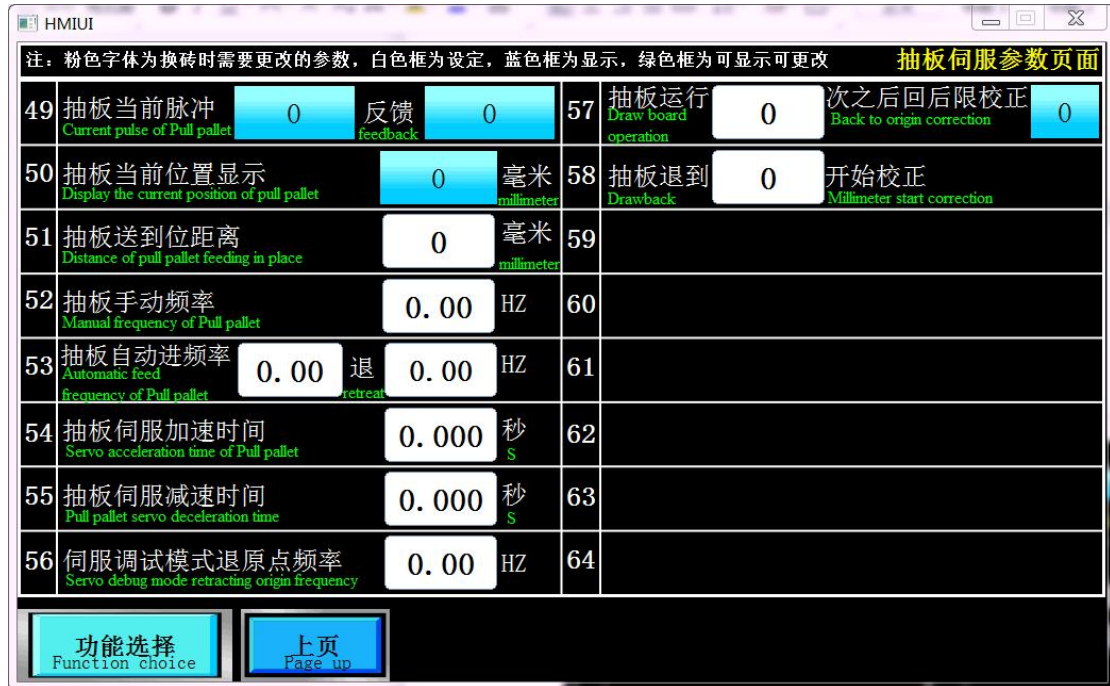 HMIUI
注：粉色字体为换砖时需要更改的参数，白色框为设定，蓝色框为显示，绿色框为可显示可更改 抽板伺服参数页面
49 抽板当前脉冲 0 反馈 0
Current pulse of Pull pallet feedback
50 抽板当前位置显示 0 毫米
Display the current position of pull pallet millimeter
51 抽板送到位距离 0 毫米
Distance of pull pallet feeding in place millimeter
52 抽板手动频率 0.00 HZ
Manual frequency of Pull pallet
53 抽板自动进频率 0.00 退 0.00 HZ
Automatic feed
frequency of Pull pallet retreat
54 抽板伺服加速时间 0.000 秒
Servo acceleration time of Pull pallet S
55 抽板伺服减速时间 0.000 秒
Pull pallet servo deceleration time S
56 伺服调试模式退原点频率 0.00 HZ
Servo debug mode retracting origin frequency
57 抽板运行 0 次之后回后限校正 0
Draw board Back to origin correction
operation
58 抽板退到 0 开始校正
Drawback Millimeter start correction
59
60
61
62
63
64
功能选择 上页
Function choice Page up